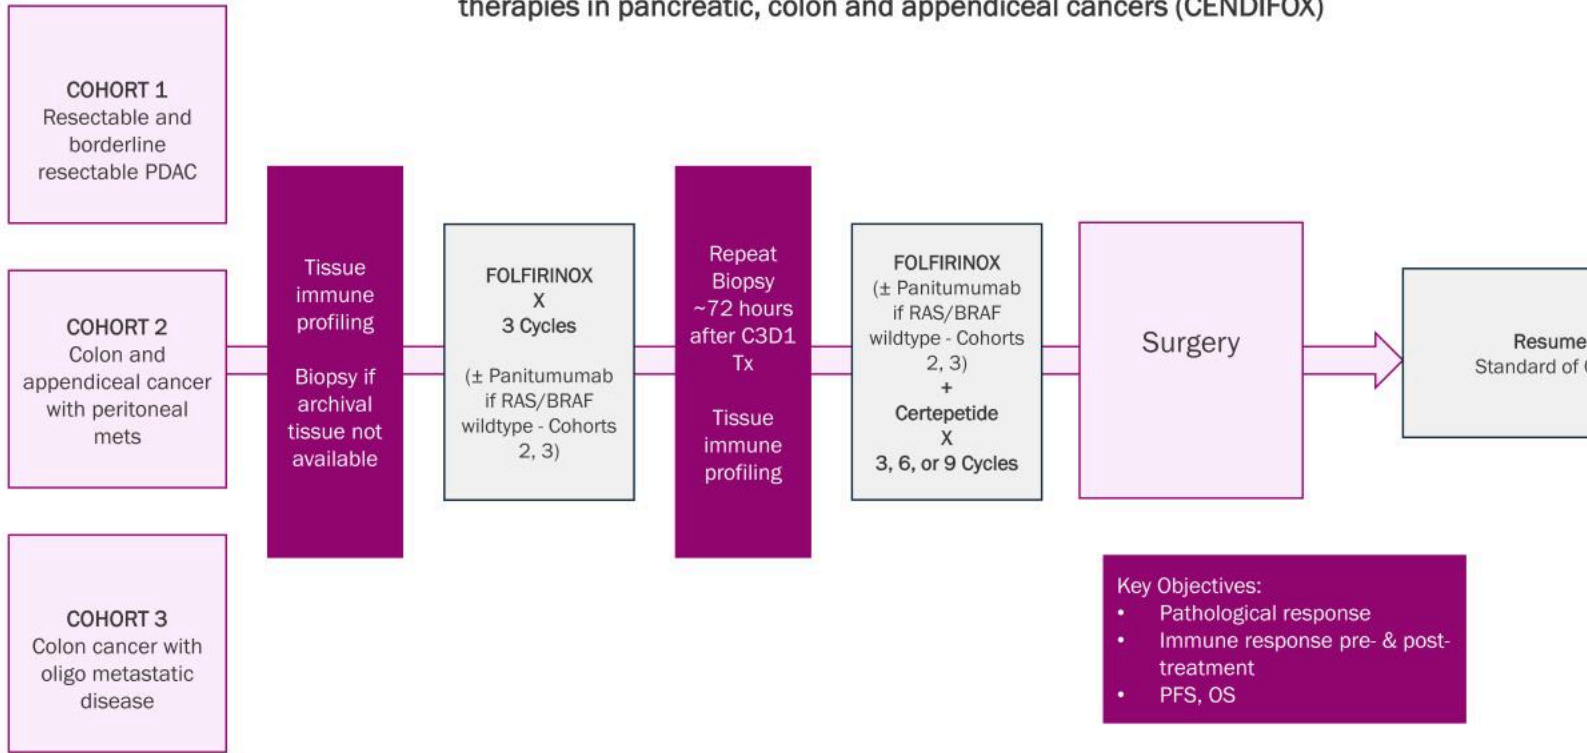 therapies in pancreatic, colon and appendiceal cancers (CENDIFOX)
COHORT 1
Resectable and
borderline
resectable PDAC
COHORT 2
Colon and
appendiceal cancer
with peritoneal
mets
COHORT 3
Colon cancer with
oligo metastatic
disease
Tissue
immune
profiling
Biopsy if
archival
tissue not
available
FOLFIRINOX
X
3 Cycles
(± Panitumumab
if RAS/BRAF
wildtype - Cohorts
2, 3)
Repeat
Biopsy
~72 hours
after C3D1
Tx
Tissue
immune
profiling
FOLFIRINOX
(± Panitumumab
if RAS/BRAF
wildtype - Cohorts
2, 3)
+
Certepetide
X
3, 6, or 9 Cycles
Surgery
Resume
Standard of
Key Objectives:
• Pathological response
• Immune response pre- & post-
treatment
• PFS, OS